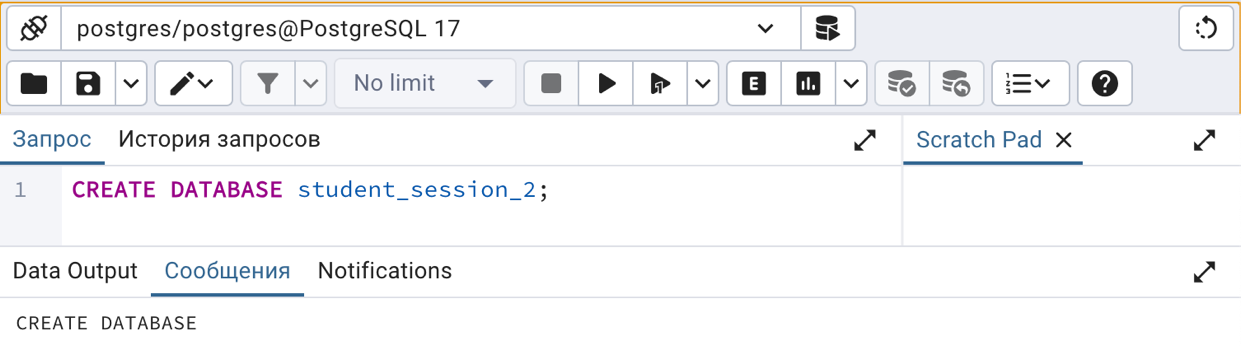 postgres/postgres@PostgreSQL 17
No limit
E
Запрос История запросов
Scratch Pad
1 CREATE DATABASE student_session_2;
Data Output Сообщения Notifications
CREATE DATABASE